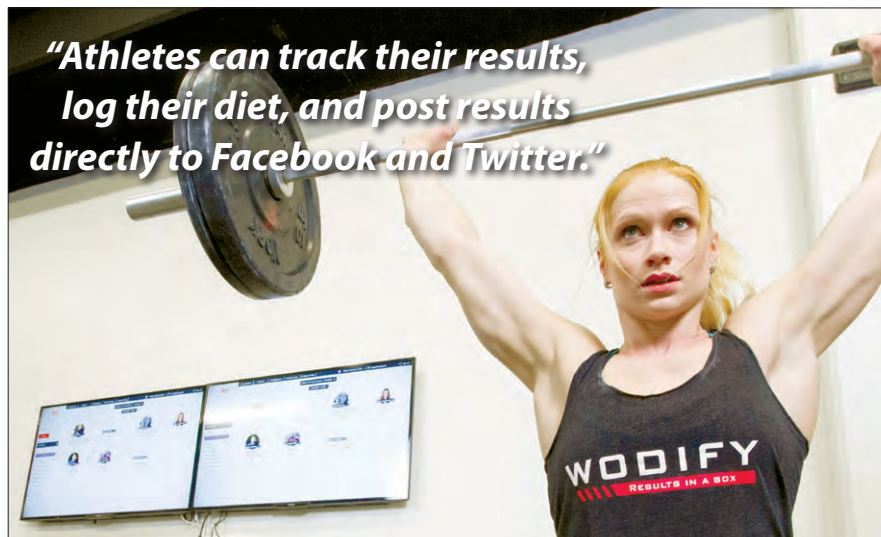 “Athletes can track their results,
log their diet, and post results
directly to Facebook and Twitter.”
WODIFY
RESULTS IN A BOX